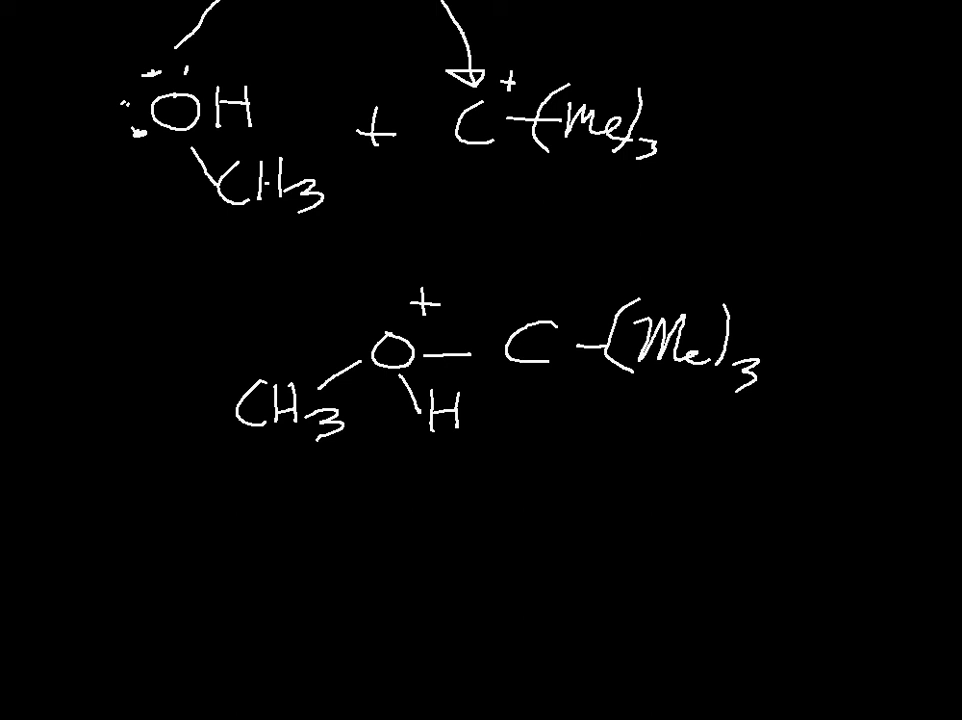 OH + C+ -(Me)3
CH3
+
O - C -(Me)3
CH3 H